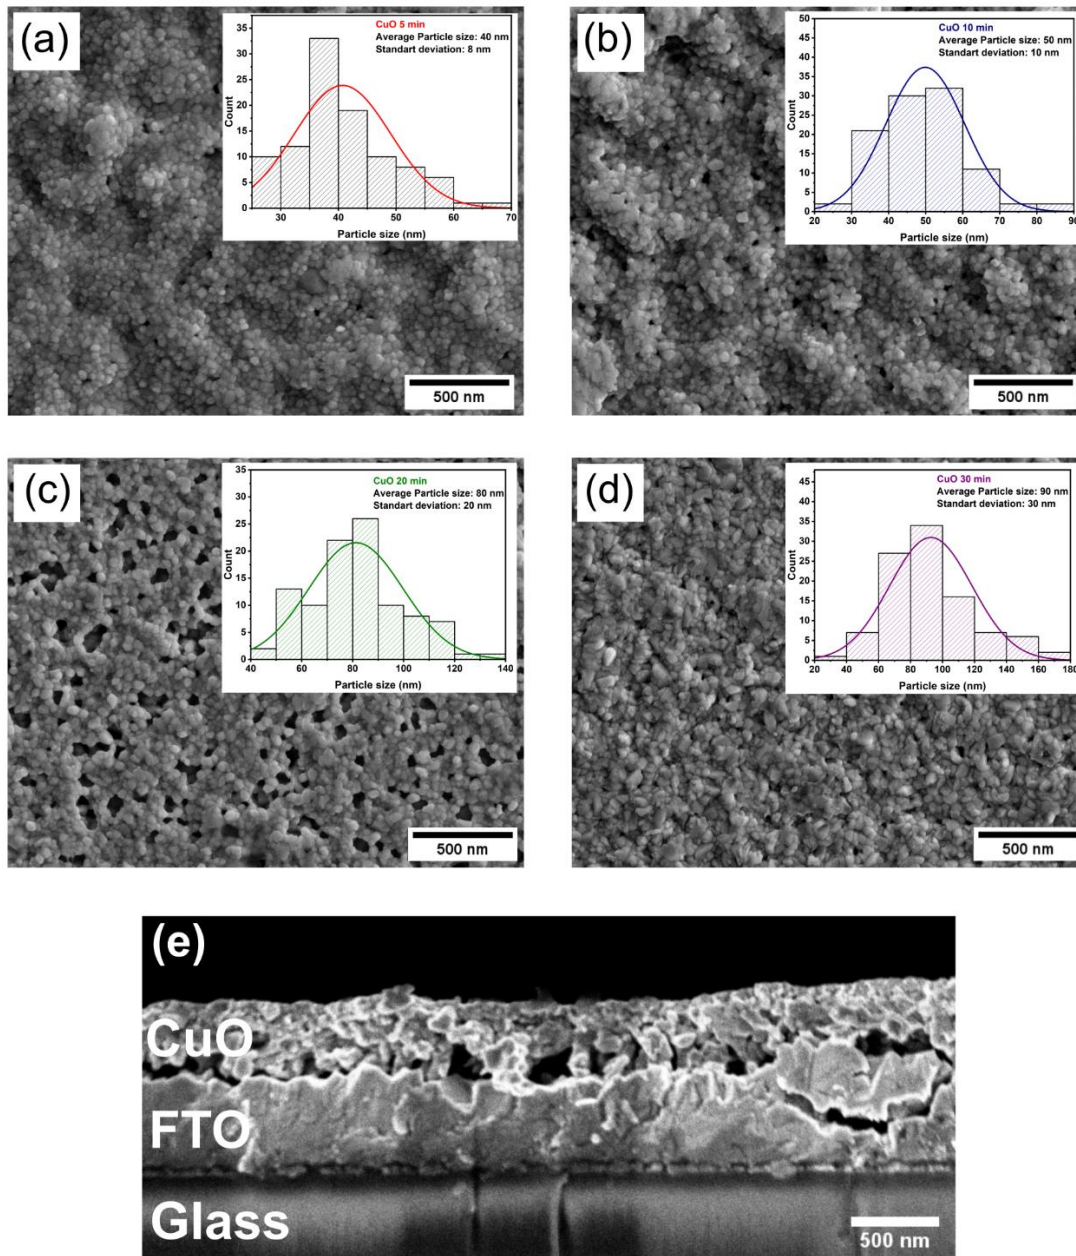 (a)
CuO 5 min
Average Particle size: 40 nm
Standart deviation: 8 nm
35
30
25
20
15
10
5
0
Count
30 40 50 60 70
Particle size (nm)
500 nm
(b)
CuO 10 min
Average Particle size: 50 nm
Standart deviation: 10 nm
50
45
40
35
30
25
20
15
10
5
0
Count
20 30 40 50 60 70 80 90
Particle size (nm)
500 nm
(c)
CuO 20 min
Average Particle size: 80 nm
Standart deviation: 20 nm
35
30
25
20
15
10
5
0
Count
40 60 80 100 120 140
Particle size (nm)
500 nm
(d)
CuO 30 min
Average Particle size: 90 nm
Standart deviation: 30 nm
45
40
35
30
25
20
15
10
5
0
Count
20 40 60 80 100 120 140 160 180
Particle size (nm)
500 nm
(e)
CuO
FTO
Glass
500 nm